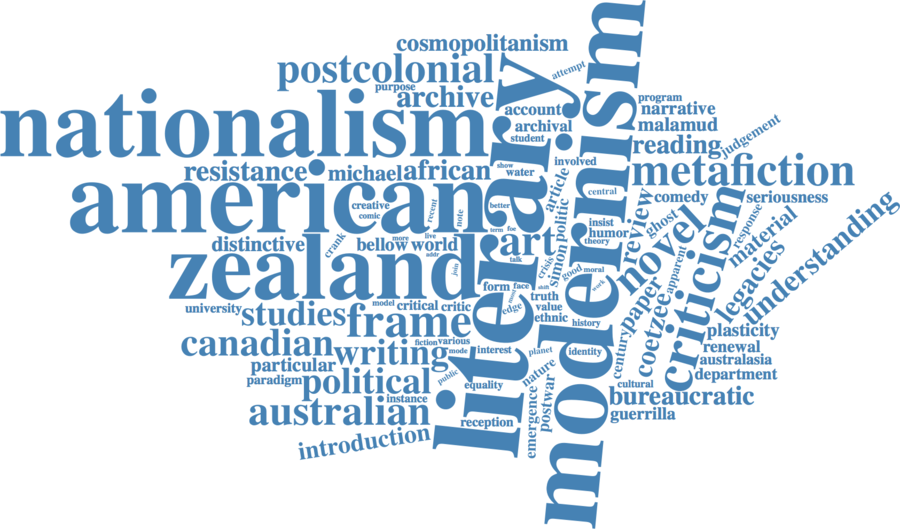 cosmopolitanism
postcolonial
attempt
purpose
archive
nationalism
literary
modernism
account
program
narrative
archival
malamud
student
reading
judgement
resistance
michael
african
show
water
involved
metafiction
american
article
central
comedy
seriousness
creative
comic
recent
note
better
politic
insist
humor
theory
review
ghost
response
term
foe
distinctive
crank
bellow
more
live
addr
world
art
talk
simon
novel
criticism
material
understanding
zealand
join
crisis
good
moral
work
apparent
legacies
form
face
shift
university
model
critical
critic
edge
truth
value
ethnic
paper
coetzee
studies
frame
history
century
plasticity
canadian
fiction
various
writing
mode
interest
planet
identity
renewal
australasia
particular
public
nature
department
paradigm
political
equality
cultural
instance
emergence
postwar
bureaucratic
australian
reception
guerrilla
introduction